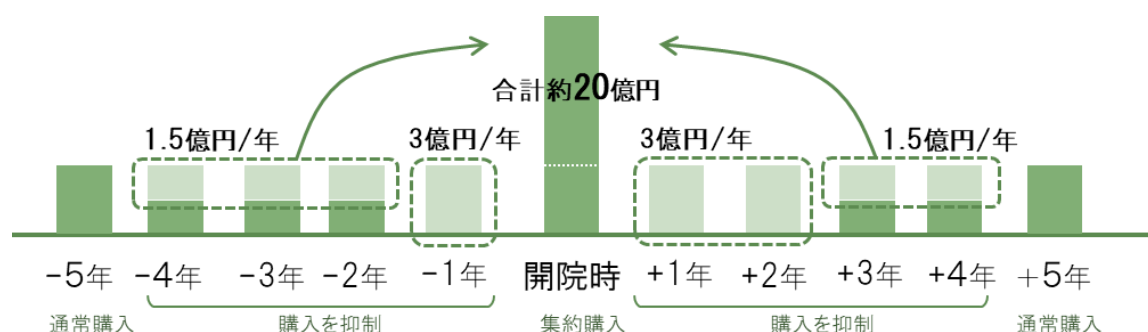 合計約20億円
1.5億円/年
3億円/年
3億円/年
1.5億円/年
-5年
-4年
-3年
-2年
-1年
開院時
+1年
+2年
+3年
+4年
+5年
通常購入
購入を抑制
集約購入
購入を抑制
通常購入